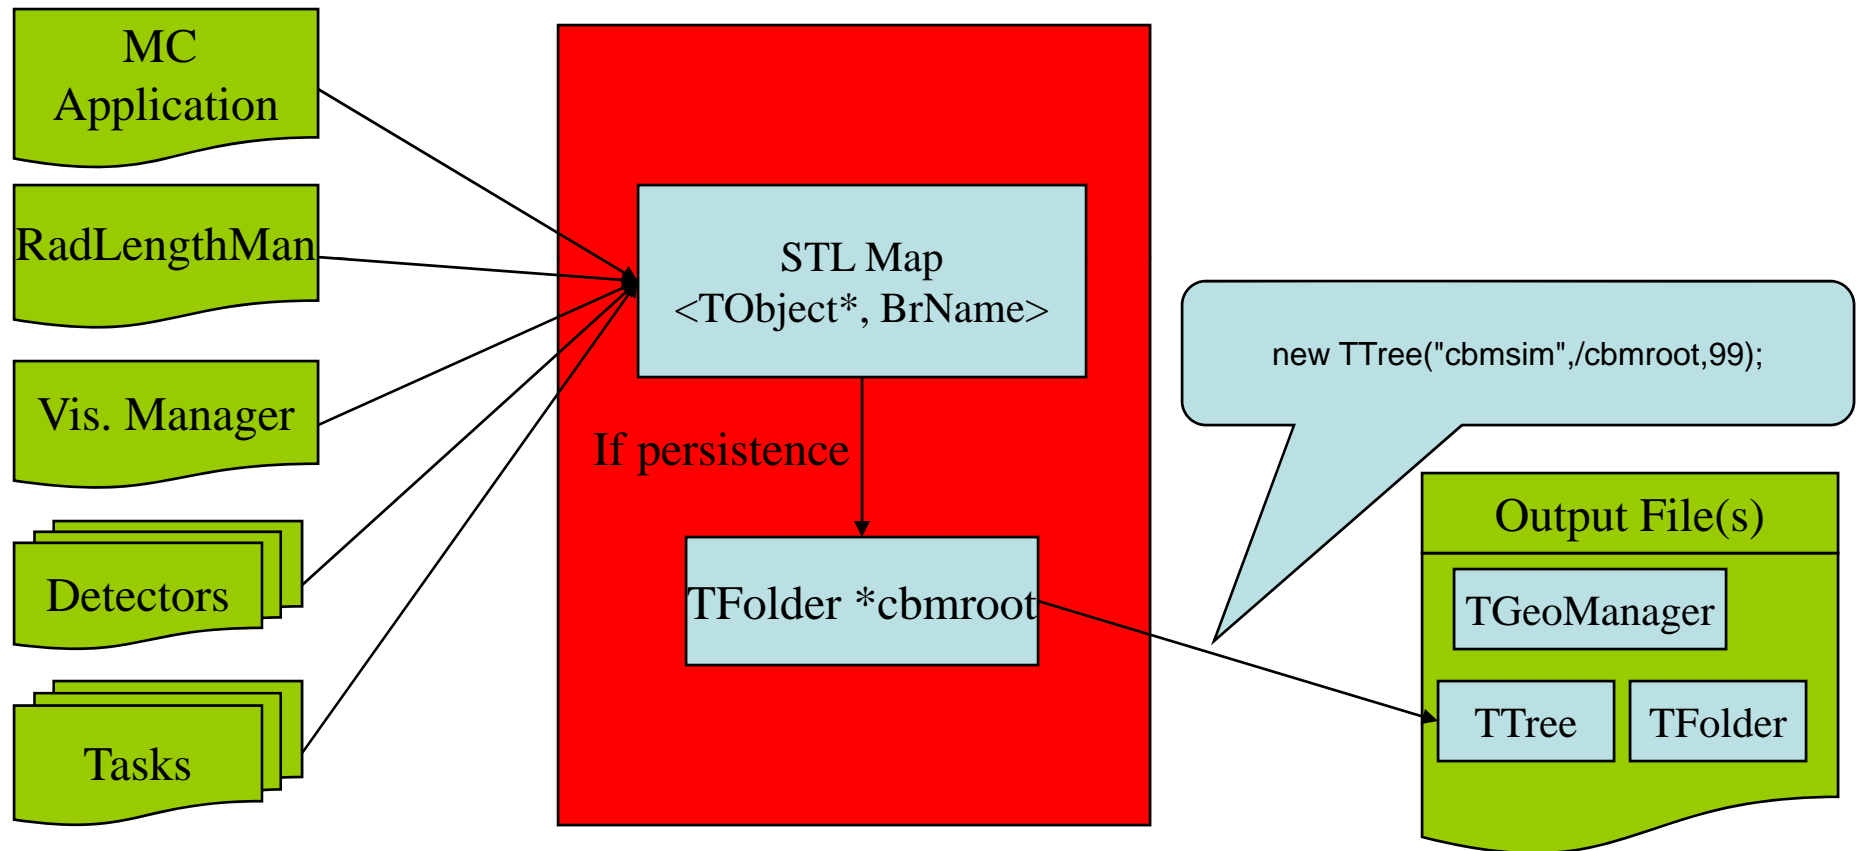 MC
Application
RadLengthMan
Vis. Manager
Detectors
Tasks
STL Map
<TObject*, BrName>
If persistence
TFolder *cbmroot
new TTree("cbmsim",/cbmroot,99);
Output File(s)
TGeoManager
TTree
TFolder